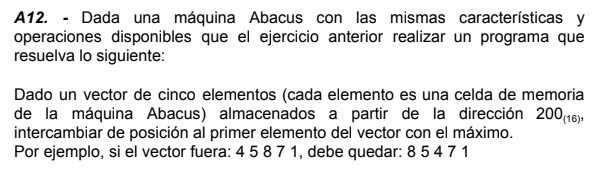 A12. - Dada una máquina Abacus con las mismas características y
operaciones disponibles que el ejercicio anterior realizar un programa que
resuelva lo siguiente:
Dado un vector de cinco elementos (cada elemento es una celda de memoria
de la máquina Abacus) almacenados a partir de la dirección 200(16),
intercambiar de posición al primer elemento del vector con el máximo.
Por ejemplo, si el vector fuera: 4 5 8 7 1, debe quedar: 8 5 4 7 1